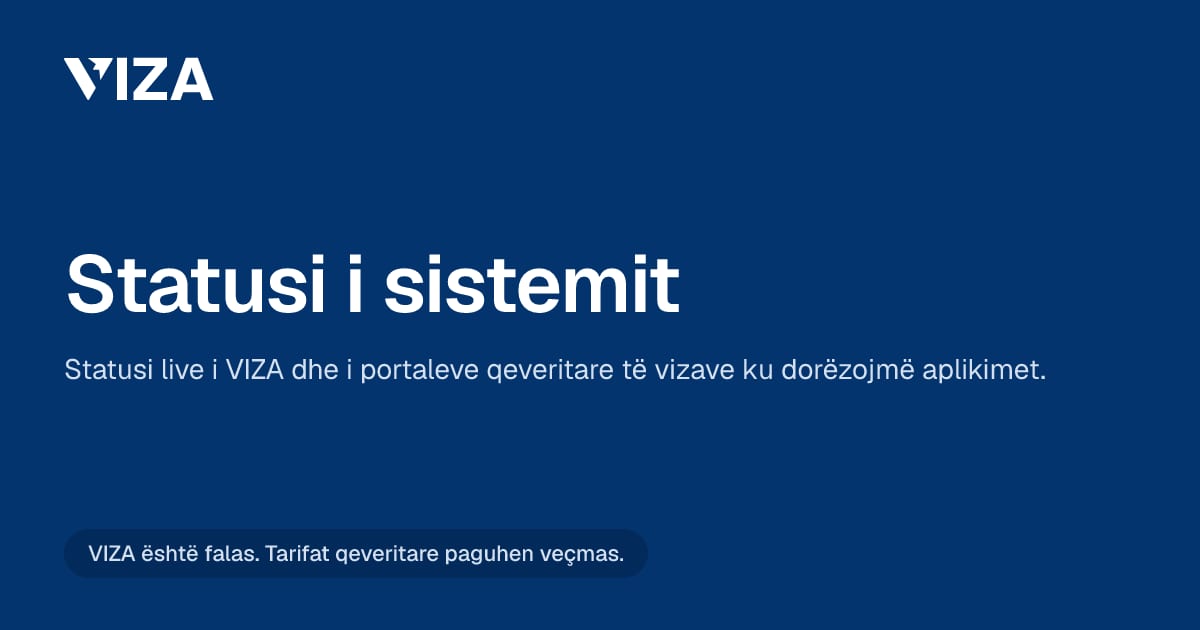 VIZA
Statusi i sistemit
Statusi live i VIZA dhe i portaleve qeveritare të vizave ku dorëzojmë aplikimet.
VIZA është falas. Tarifat qeveritare paguhen veçmas.